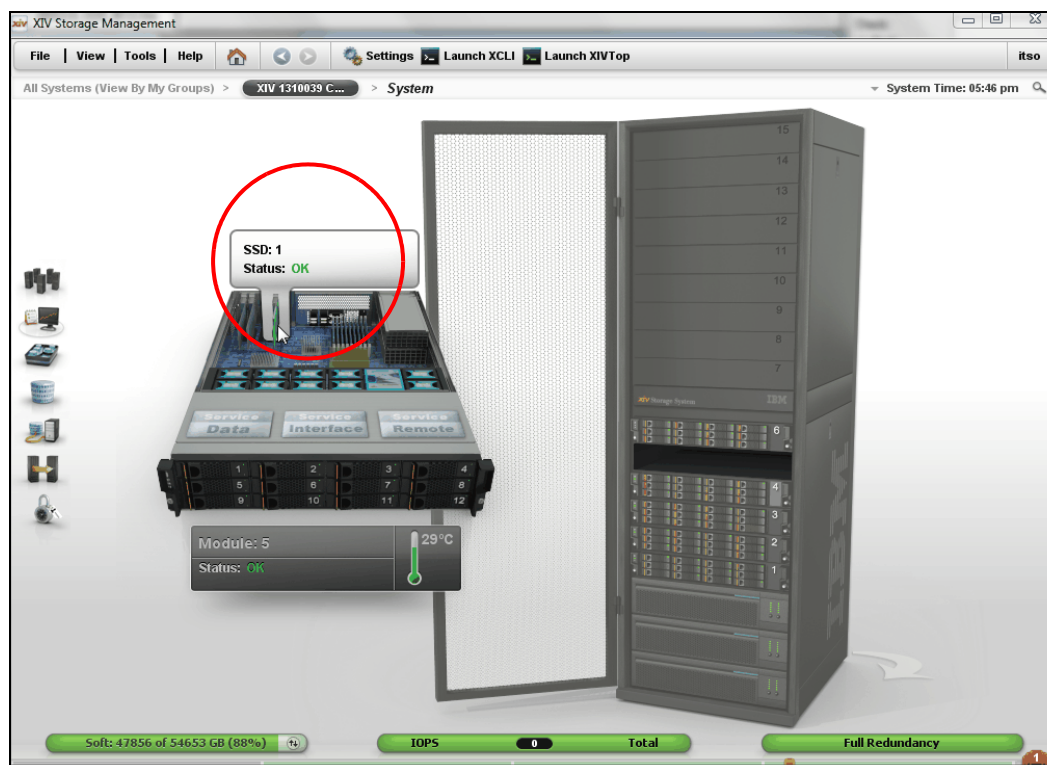 XIV Storage Management
File | View | Tools | Help Settings Launch XCLI Launch XIVTop itso
All Systems (View By My Groups) > XIV 1310039 C... > System System Time: 05:46 pm
SSD: 1
Status: OK
15
14
13
12
11
10
9
8
7
XIV Storage System IBM
6
4
3
2
1
IBM
Service Data
Service Interface
Service Remote
1 2 3 4
5 6 7 8
9 10 11 12
Module: 5 29°C
Status: OK
Soft: 47856 of 54653 GB (88%) IOPS 0 Total Full Redundancy
1